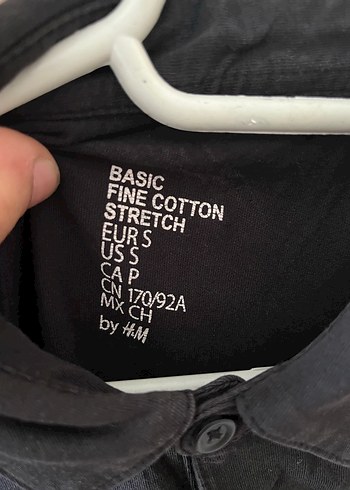 BASIC
FINE COTTON
STRETCH
EUR S
US S
CA P
CN 170/92A
MX CH
by H&M